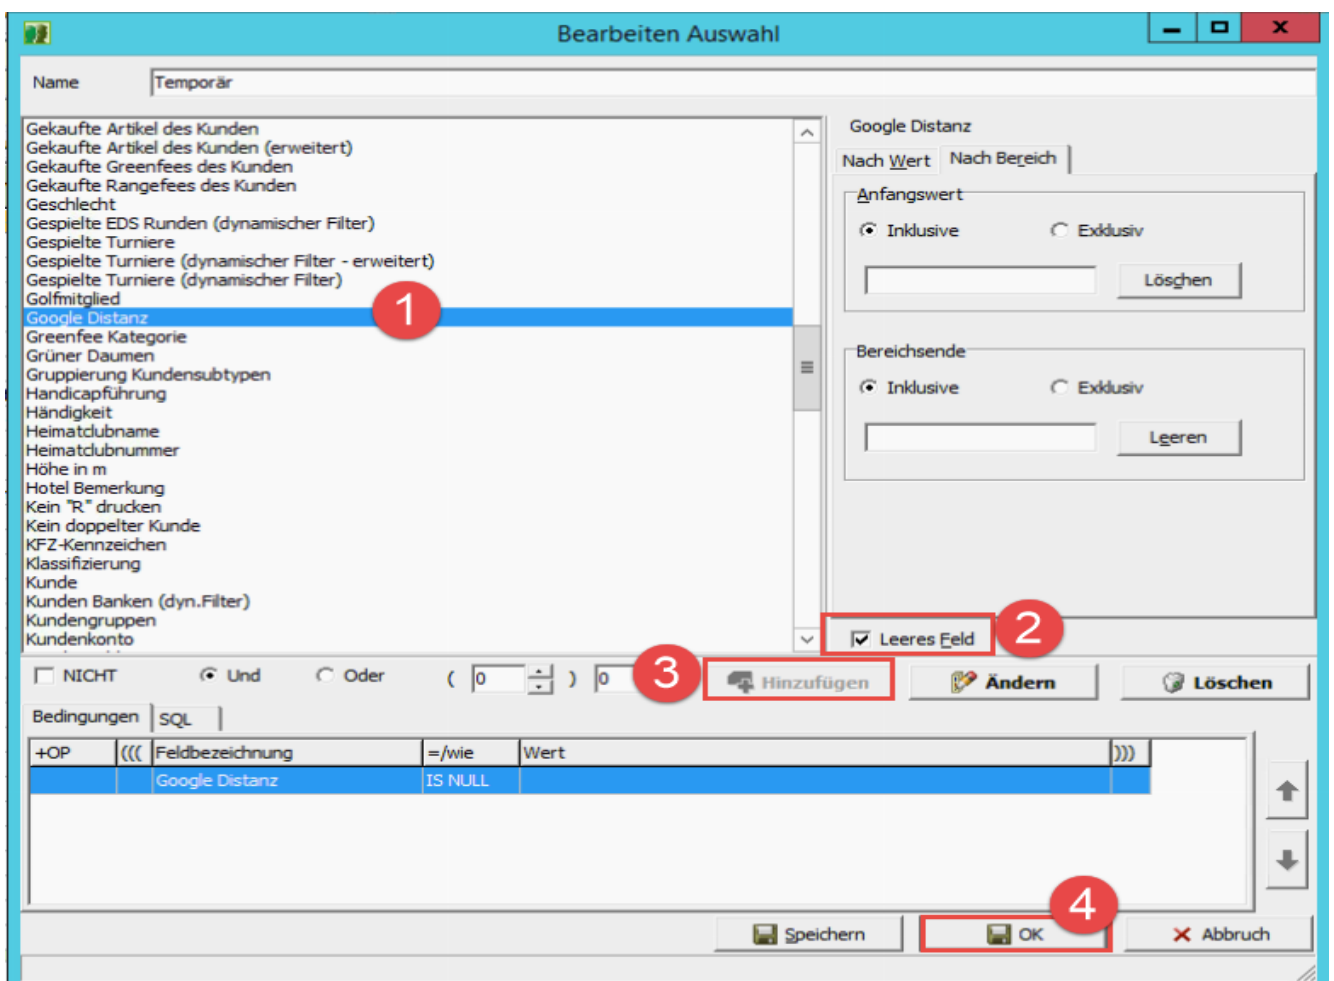 Bearbeiten Auswahl
Name Temporär
Gekaufte Artikel des Kunden
Gekaufte Artikel des Kunden (erweitert)
Gekaufte Greenfees des Kunden
Gekaufte Rangefees des Kunden
Geschlecht
Gespielte EDS Runden (dynamischer Filter)
Gespielte Turniere
Gespielte Turniere (dynamischer Filter - erweitert)
Gespielte Turniere (dynamischer Filter)
Golfmitglied
Google Distanz
1
Greenfee Kategorie
Grüner Daumen
Gruppierung Kundensubtypen
Handicapführung
Händigkeit
Heimatclubname
Heimatclubnummer
Höhe in m
Hotel Bemerkung
Kein "R" drucken
Kein doppelter Kunde
KFZ-Kennzeichen
Klassifizierung
Kunde
Kunden Banken (dyn.Filter)
Kundengruppen
Kundenkonto
Google Distanz
Nach Wert Nach Bereich
Anfangswert
Inklusive Exklusiv
Löschen
Bereichsende
Inklusive Exklusiv
Leeren
Leeres Feld 2
NICHT Und Oder ( 0 ) 0 3 Hinzufügen Ändern Löschen
Bedingungen SQL
+OP ((( Feldbezeichnung =/wie Wert )))
Google Distanz IS NULL
4
Speichern OK Abbruch